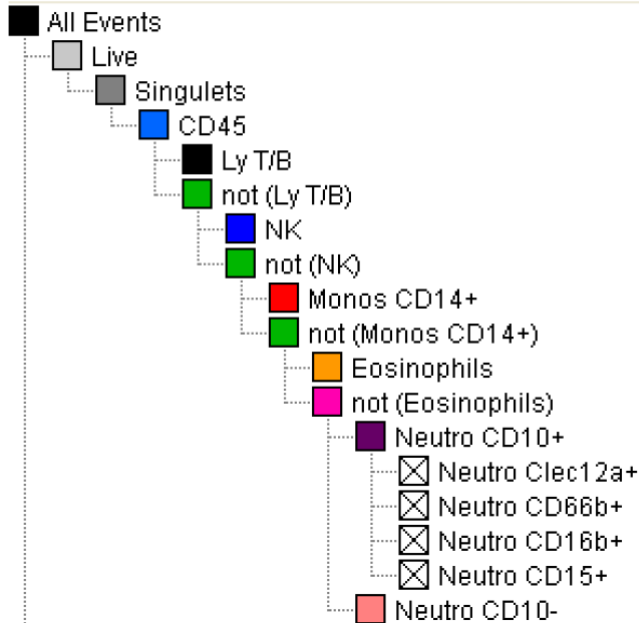 All Events
Live
Singulets
CD45
Ly T/B
not (Ly T/B)
NK
not (NK)
Monos CD14+
not (Monos CD14+)
Eosinophils
not (Eosinophils)
Neutro CD10+
Neutro Clec12a+
Neutro CD66b+
Neutro CD16b+
Neutro CD15+
Neutro CD10-